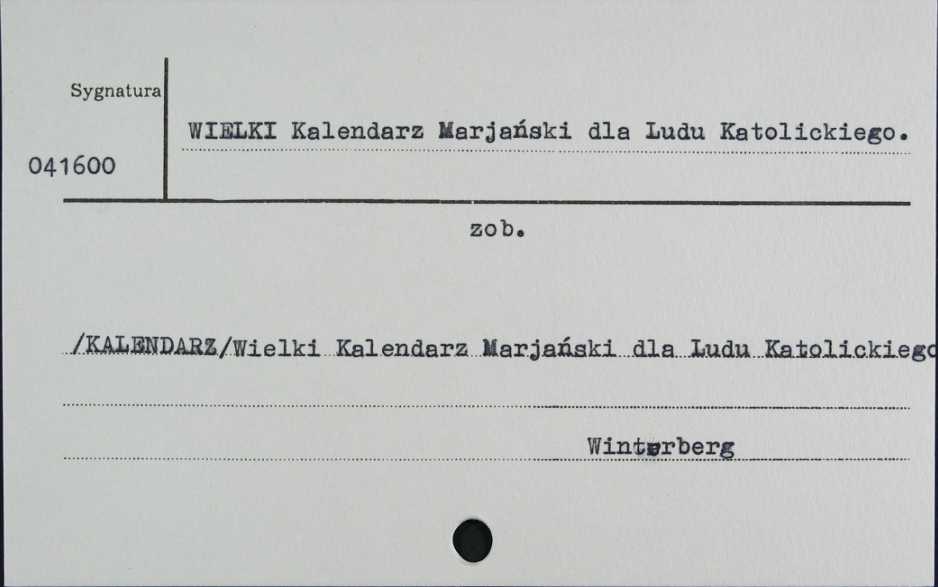 Sygnatura
WIELKI Kalendarz Marjański dla Ludu Katolickiego.
041600
zob.
/KALENDARZ/Wielki Kalendarz Marjański dla Ludu Katolickiego
Winterberg